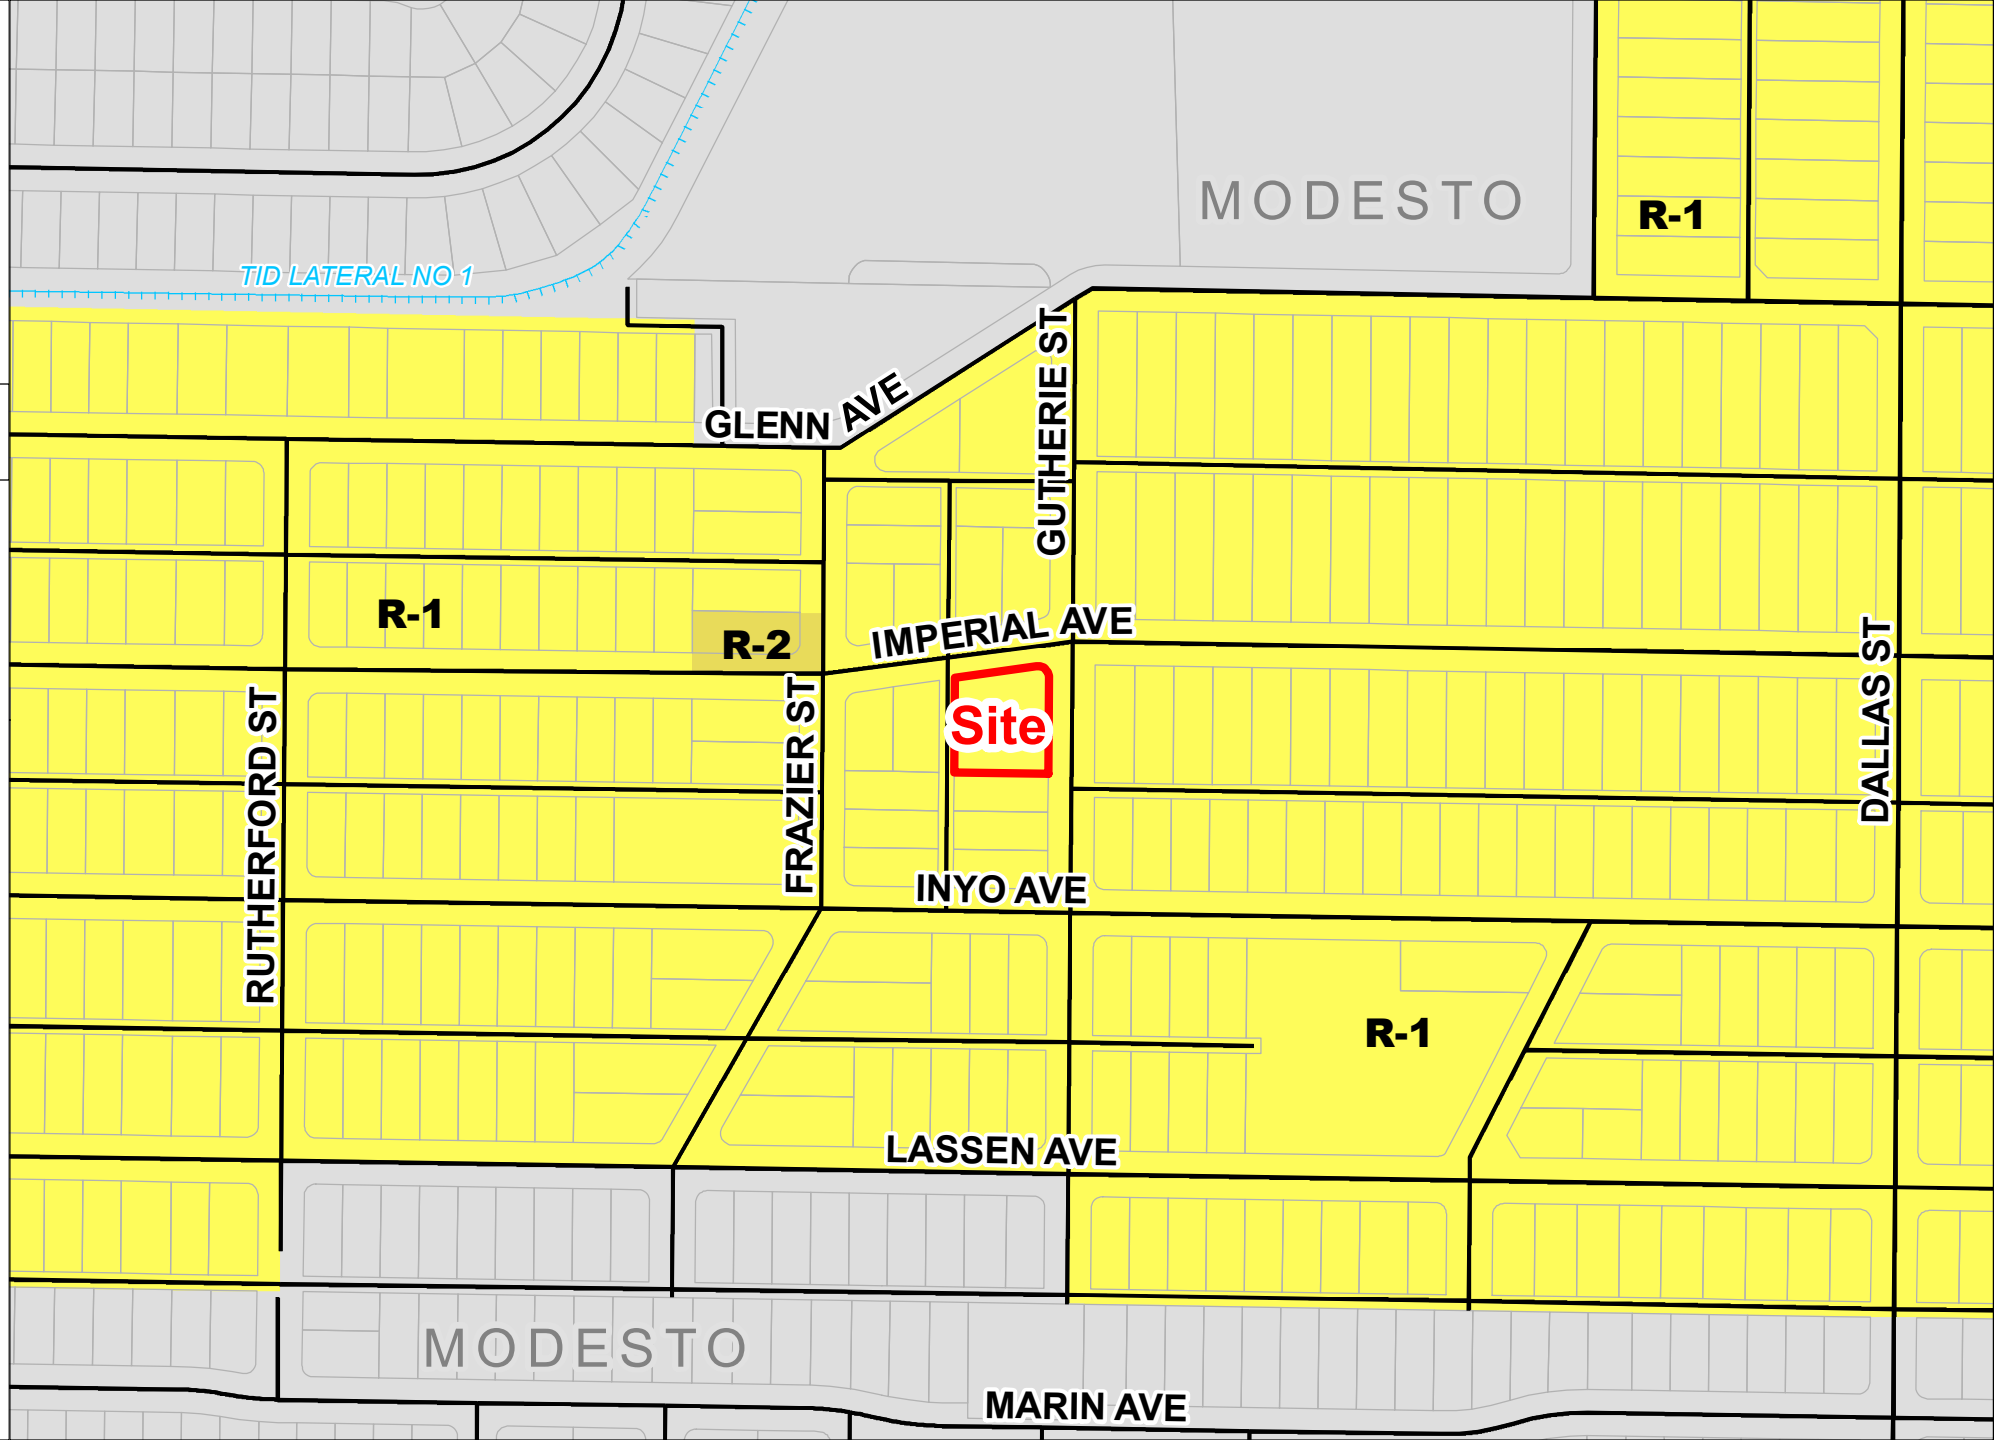 MODESTO
R-1
TID LATERAL NO 1
GLENN AVE
GUTHERIE ST
R-1
R-2
IMPERIAL AVE
RUTHERFORD ST
FRAZIER ST
Site
DALLAS ST
INYO AVE
R-1
LASSEN AVE
MODESTO
MARIN AVE